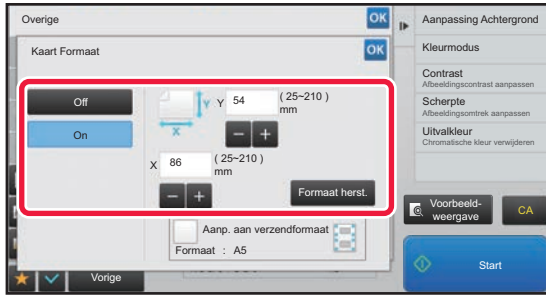 Overige
OK
Kaart Formaat
OK
Off
On
Y
Y
54
( 25~210 )
mm
X
X
86
( 25~210 )
mm
Formaat herst.
Aanp. aan verzendformaat
Formaat : A5
Vorige
Aanpassing Achtergrond
Kleurmodus
Contrast
Afbeeldingscontrast aanpassen
Scherpte
Afbeeldingsomtrek aanpassen
Uitvalkleur
Chromatische kleur verwijderen
Voorbeeld-
weergave
CA
Start